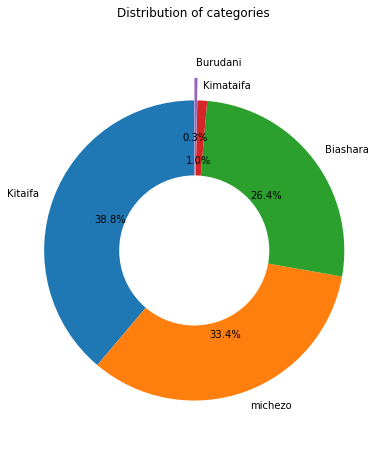 Distribution of categories
Burudani
Kimataifa
0.3%
Biashara
1.0%
Kitaifa
26.4%
38.8%
33.4%
michezo